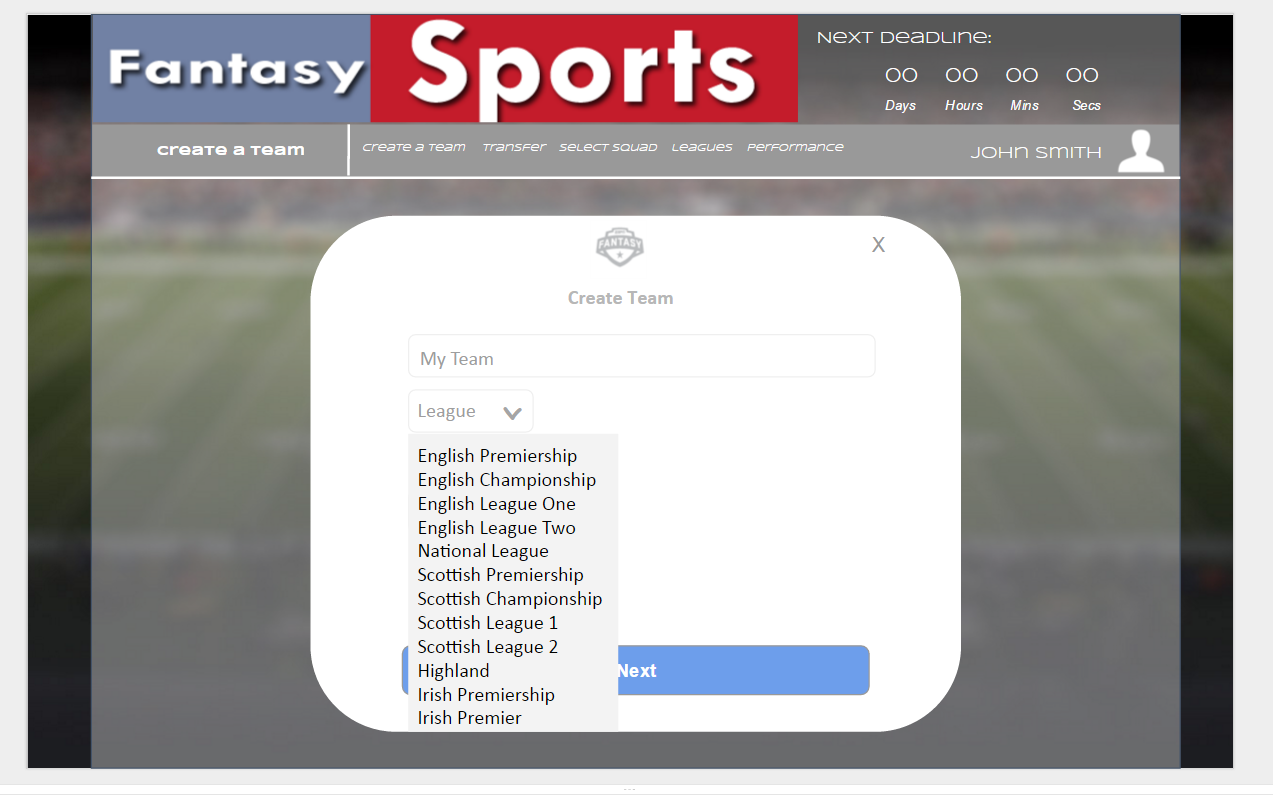 Fantasy Sports
Next Deadline:
00 00 00 00
Days Hours Mins Secs
Create a Team
Create a Team Transfer Select Squad Leagues Performance
John Smith
FANTASY
X
Create Team
My Team
League
English Premiership
English Championship
English League One
English League Two
National League
Scottish Premiership
Scottish Championship
Scottish League 1
Scottish League 2
Highland
Next
Irish Premiership
Irish Premier